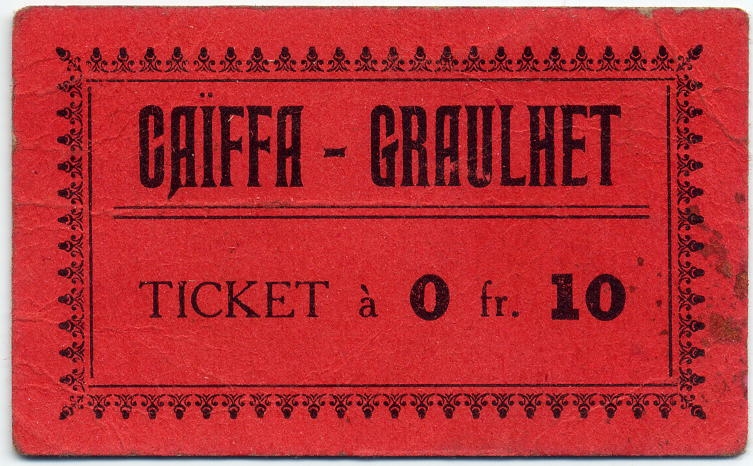 CAÏFFA - GRAULHET
TICKET à 0 fr. 10